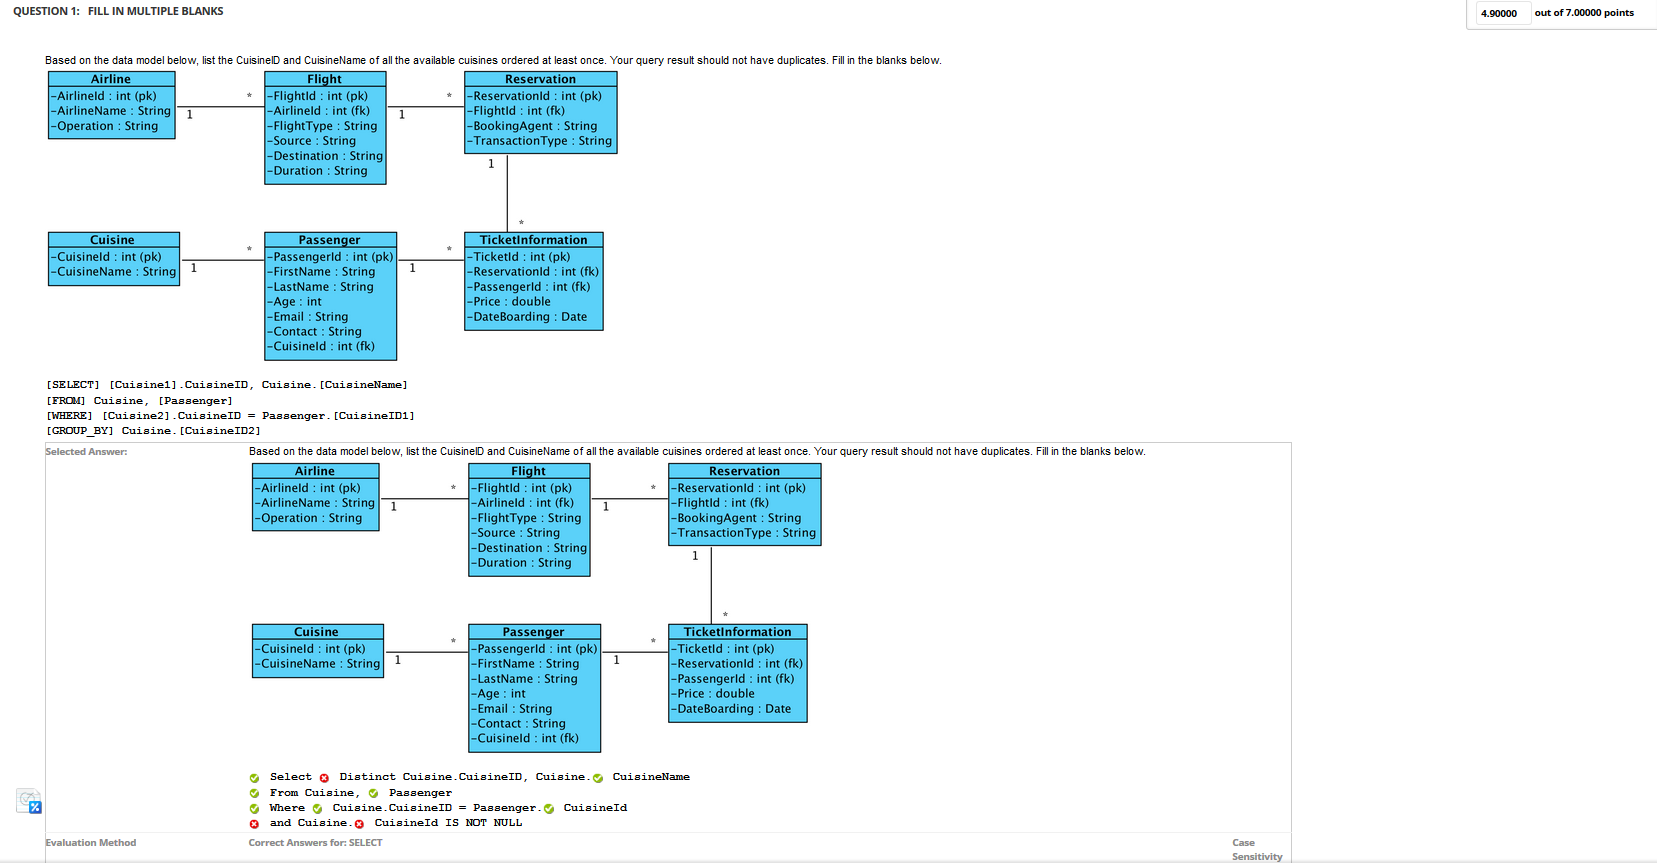 QUESTION 1: FILL IN MULTIPLE BLANKS
4.90000 out of 7.00000 points
Based on the data model below, list the CuisineID and CuisineName of all the available cuisines ordered at least once. Your query result should not have duplicates. Fill in the blanks below.
Airline
-AirlineId : int (pk)
-AirlineName : String
-Operation : String
1
*
Flight
-FlightId : int (pk)
-AirlineId : int (fk)
-FlightType : String
-Source : String
-Destination : String
-Duration : String
1
*
Reservation
-ReservationId : int (pk)
-FlightId : int (fk)
-BookingAgent : String
-TransactionType : String
1
*
Cuisine
-CuisineId : int (pk)
-CuisineName : String
1
*
Passenger
-PassengerId : int (pk)
-FirstName : String
-LastName : String
-Age : int
-Email : String
-Contact : String
-CuisineId : int (fk)
1
*
TicketInformation
-TicketId : int (pk)
-ReservationId : int (fk)
-PassengerId : int (fk)
-Price : double
-DateBoarding : Date
[SELECT] [Cuisine1].CuisineID, Cuisine.[CuisineName]
[FROM] Cuisine, [Passenger]
[WHERE] [Cuisine2].CuisineID = Passenger.[CuisineID1]
[GROUP_BY] Cuisine.[CuisineID2]
Selected Answer:
Based on the data model below, list the CuisineID and CuisineName of all the available cuisines ordered at least once. Your query result should not have duplicates. Fill in the blanks below.
Airline
-AirlineId : int (pk)
-AirlineName : String
-Operation : String
1
*
Flight
-FlightId : int (pk)
-AirlineId : int (fk)
-FlightType : String
-Source : String
-Destination : String
-Duration : String
1
*
Reservation
-ReservationId : int (pk)
-FlightId : int (fk)
-BookingAgent : String
-TransactionType : String
1
*
Cuisine
-CuisineId : int (pk)
-CuisineName : String
1
*
Passenger
-PassengerId : int (pk)
-FirstName : String
-LastName : String
-Age : int
-Email : String
-Contact : String
-CuisineId : int (fk)
1
*
TicketInformation
-TicketId : int (pk)
-ReservationId : int (fk)
-PassengerId : int (fk)
-Price : double
-DateBoarding : Date
Select Distinct Cuisine.CuisineID, Cuisine. CuisineName
From Cuisine, Passenger
Where Cuisine.CuisineID = Passenger. CuisineId
and Cuisine. CuisineId IS NOT NULL
Evaluation Method
Correct Answers for: SELECT
Case
Sensitivity